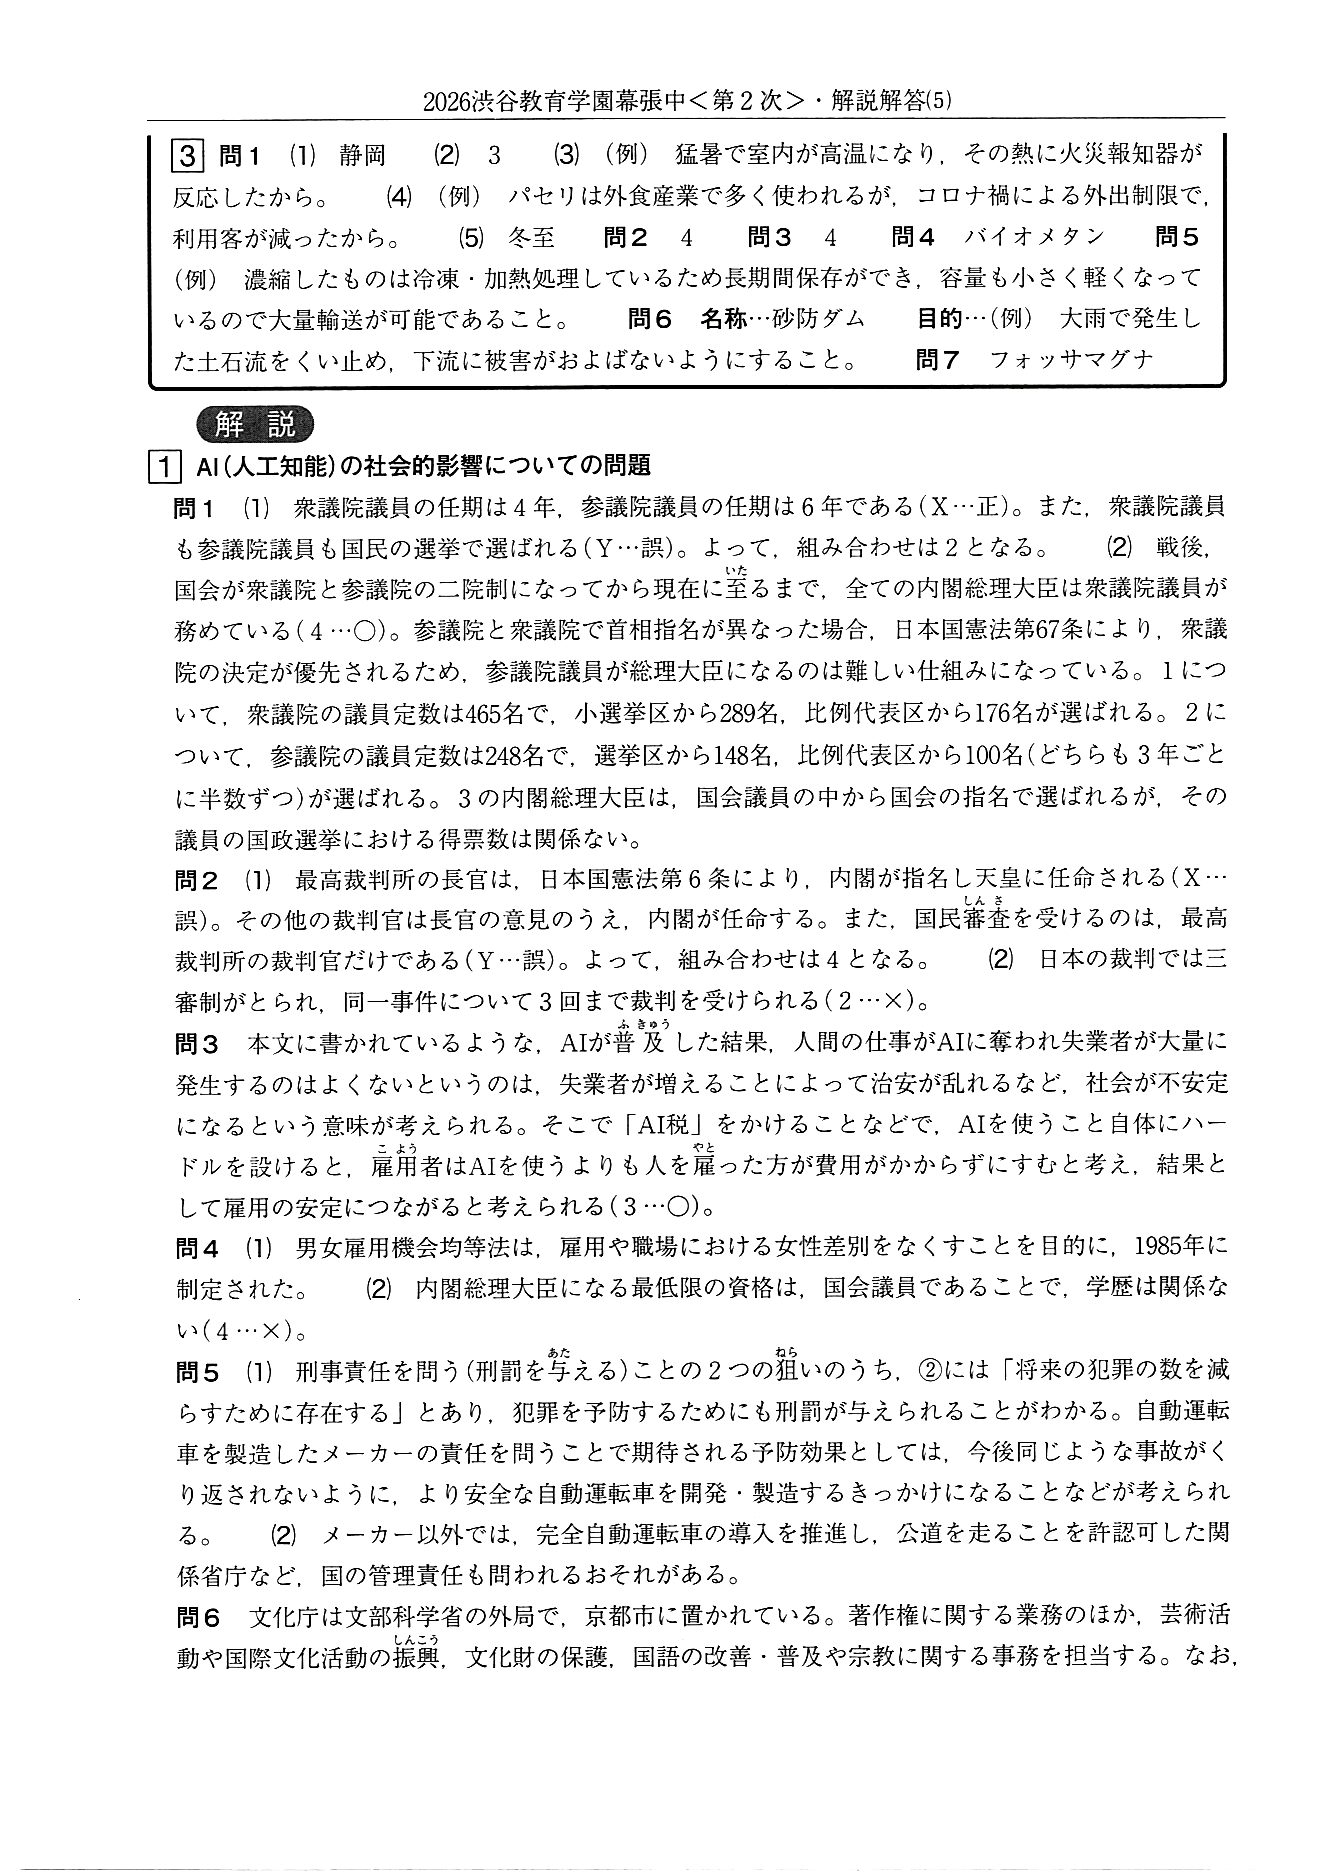 2026渋谷教育学園幕張中＜第２次＞・解説解答(5)
３ 問１ (1) 静岡 (2) 3 (3) (例) 猛暑で室内が高温になり，その熱に火災報知器が
反応したから。 (4) (例) パセリは外食産業で多く使われるが，コロナ禍による外出制限で，
利用客が減ったから。 (5) 冬至 問２ 4 問３ 4 問４ バイオメタン 問５
(例) 濃縮したものは冷凍・加熱処理しているため長期間保存ができ，容量も小さく軽くなって
いるので大量輸送が可能であること。 問６ 名称…砂防ダム 目的…(例) 大雨で発生し
た土石流をくい止め，下流に被害がおよばないようにすること。 問７ フォッサマグナ
解 説
１ AI(人工知能)の社会的影響についての問題
問１ (1) 衆議院議員の任期は４年，参議院議員の任期は６年である(Ｘ…正)。また，衆議院議員
も参議院議員も国民の選挙で選ばれる(Ｙ…誤)。よって，組み合わせは２となる。 (2) 戦後，
いた
国会が衆議院と参議院の二院制になってから現在に至るまで，全ての内閣総理大臣は衆議院議員が
務めている(４…○)。参議院と衆議院で首相指名が異なった場合，日本国憲法第67条により，衆議
院の決定が優先されるため，参議院議員が総理大臣になるのは難しい仕組みになっている。１につ
いて，衆議院の議員定数は465名で，小選挙区から289名，比例代表区から176名が選ばれる。２に
ついて，参議院の議員定数は248名で，選挙区から148名，比例代表区から100名(どちらも３年ごと
に半数ずつ)が選ばれる。３の内閣総理大臣は，国会議員の中から国会の指名で選ばれるが，その
議員の国政選挙における得票数は関係ない。
問２ (1) 最高裁判所の長官は，日本国憲法第６条により，内閣が指名し天皇に任命される(Ｘ…
しん さ
誤)。その他の裁判官は長官の意見のうえ，内閣が任命する。また，国民審査を受けるのは，最高
裁判所の裁判官だけである(Ｙ…誤)。よって，組み合わせは４となる。 (2) 日本の裁判では三
審制がとられ，同一事件について３回まで裁判を受けられる(２…×)。
ふ きゅう
問３ 本文に書かれているような，AIが普及した結果，人間の仕事がAIに奪われ失業者が大量に
発生するのはよくないというのは，失業者が増えることによって治安が乱れるなど，社会が不安定
になるという意味が考えられる。そこで「AI税」をかけることなどで，AIを使うこと自体にハー
こ よう やと
ドルを設けると，雇用者はAIを使うよりも人を雇った方が費用がかからずにすむと考え，結果と
して雇用の安定につながると考えられる(３…○)。
問４ (1) 男女雇用機会均等法は，雇用や職場における女性差別をなくすことを目的に，1985年に
制定された。 (2) 内閣総理大臣になる最低限の資格は，国会議員であることで，学歴は関係な
い(４…×)。
あた ねら
問５ (1) 刑事責任を問う(刑罰を与える)ことの２つの狙いのうち，②には「将来の犯罪の数を減
らすために存在する」とあり，犯罪を予防するためにも刑罰が与えられることがわかる。自動運転
車を製造したメーカーの責任を問うことで期待される予防効果としては，今後同じような事故がく
り返されないように，より安全な自動運転車を開発・製造するきっかけになることなどが考えられ
る。 (2) メーカー以外では，完全自動運転車の導入を推進し，公道を走ることを許認可した関
係省庁など，国の管理責任も問われるおそれがある。
問６ 文化庁は文部科学省の外局で，京都市に置かれている。著作権に関する業務のほか，芸術活
しんこう
動や国際文化活動の振興，文化財の保護，国語の改善・普及や宗教に関する事務を担当する。なお，